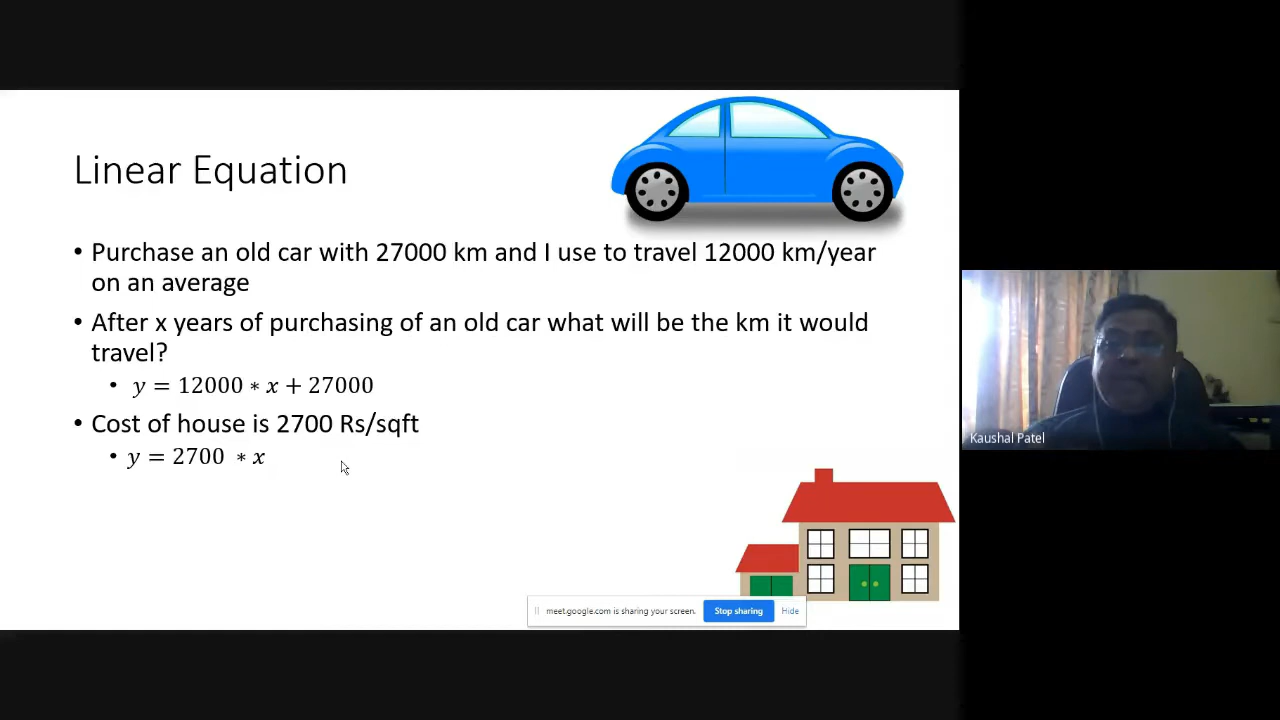 Linear Equation
• Purchase an old car with 27000 km and I use to travel 12000 km/year
on an average
• After x years of purchasing of an old car what will be the km it would
travel?
• y = 12000 ∗ x + 27000
• Cost of house is 2700 Rs/sqft
• y = 2700 ∗ x
Kaushal Patel
meet.google.com is sharing your screen. Stop sharing Hide